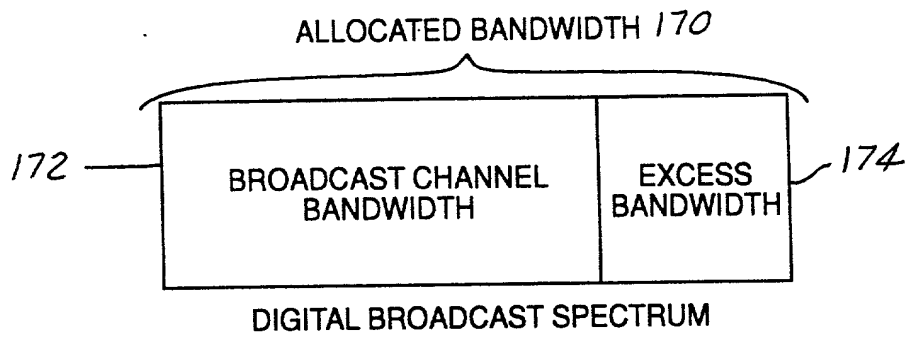 ALLOCATED BANDWIDTH 170
172
BROADCAST CHANNEL
BANDWIDTH
EXCESS
BANDWIDTH
174
DIGITAL BROADCAST SPECTRUM